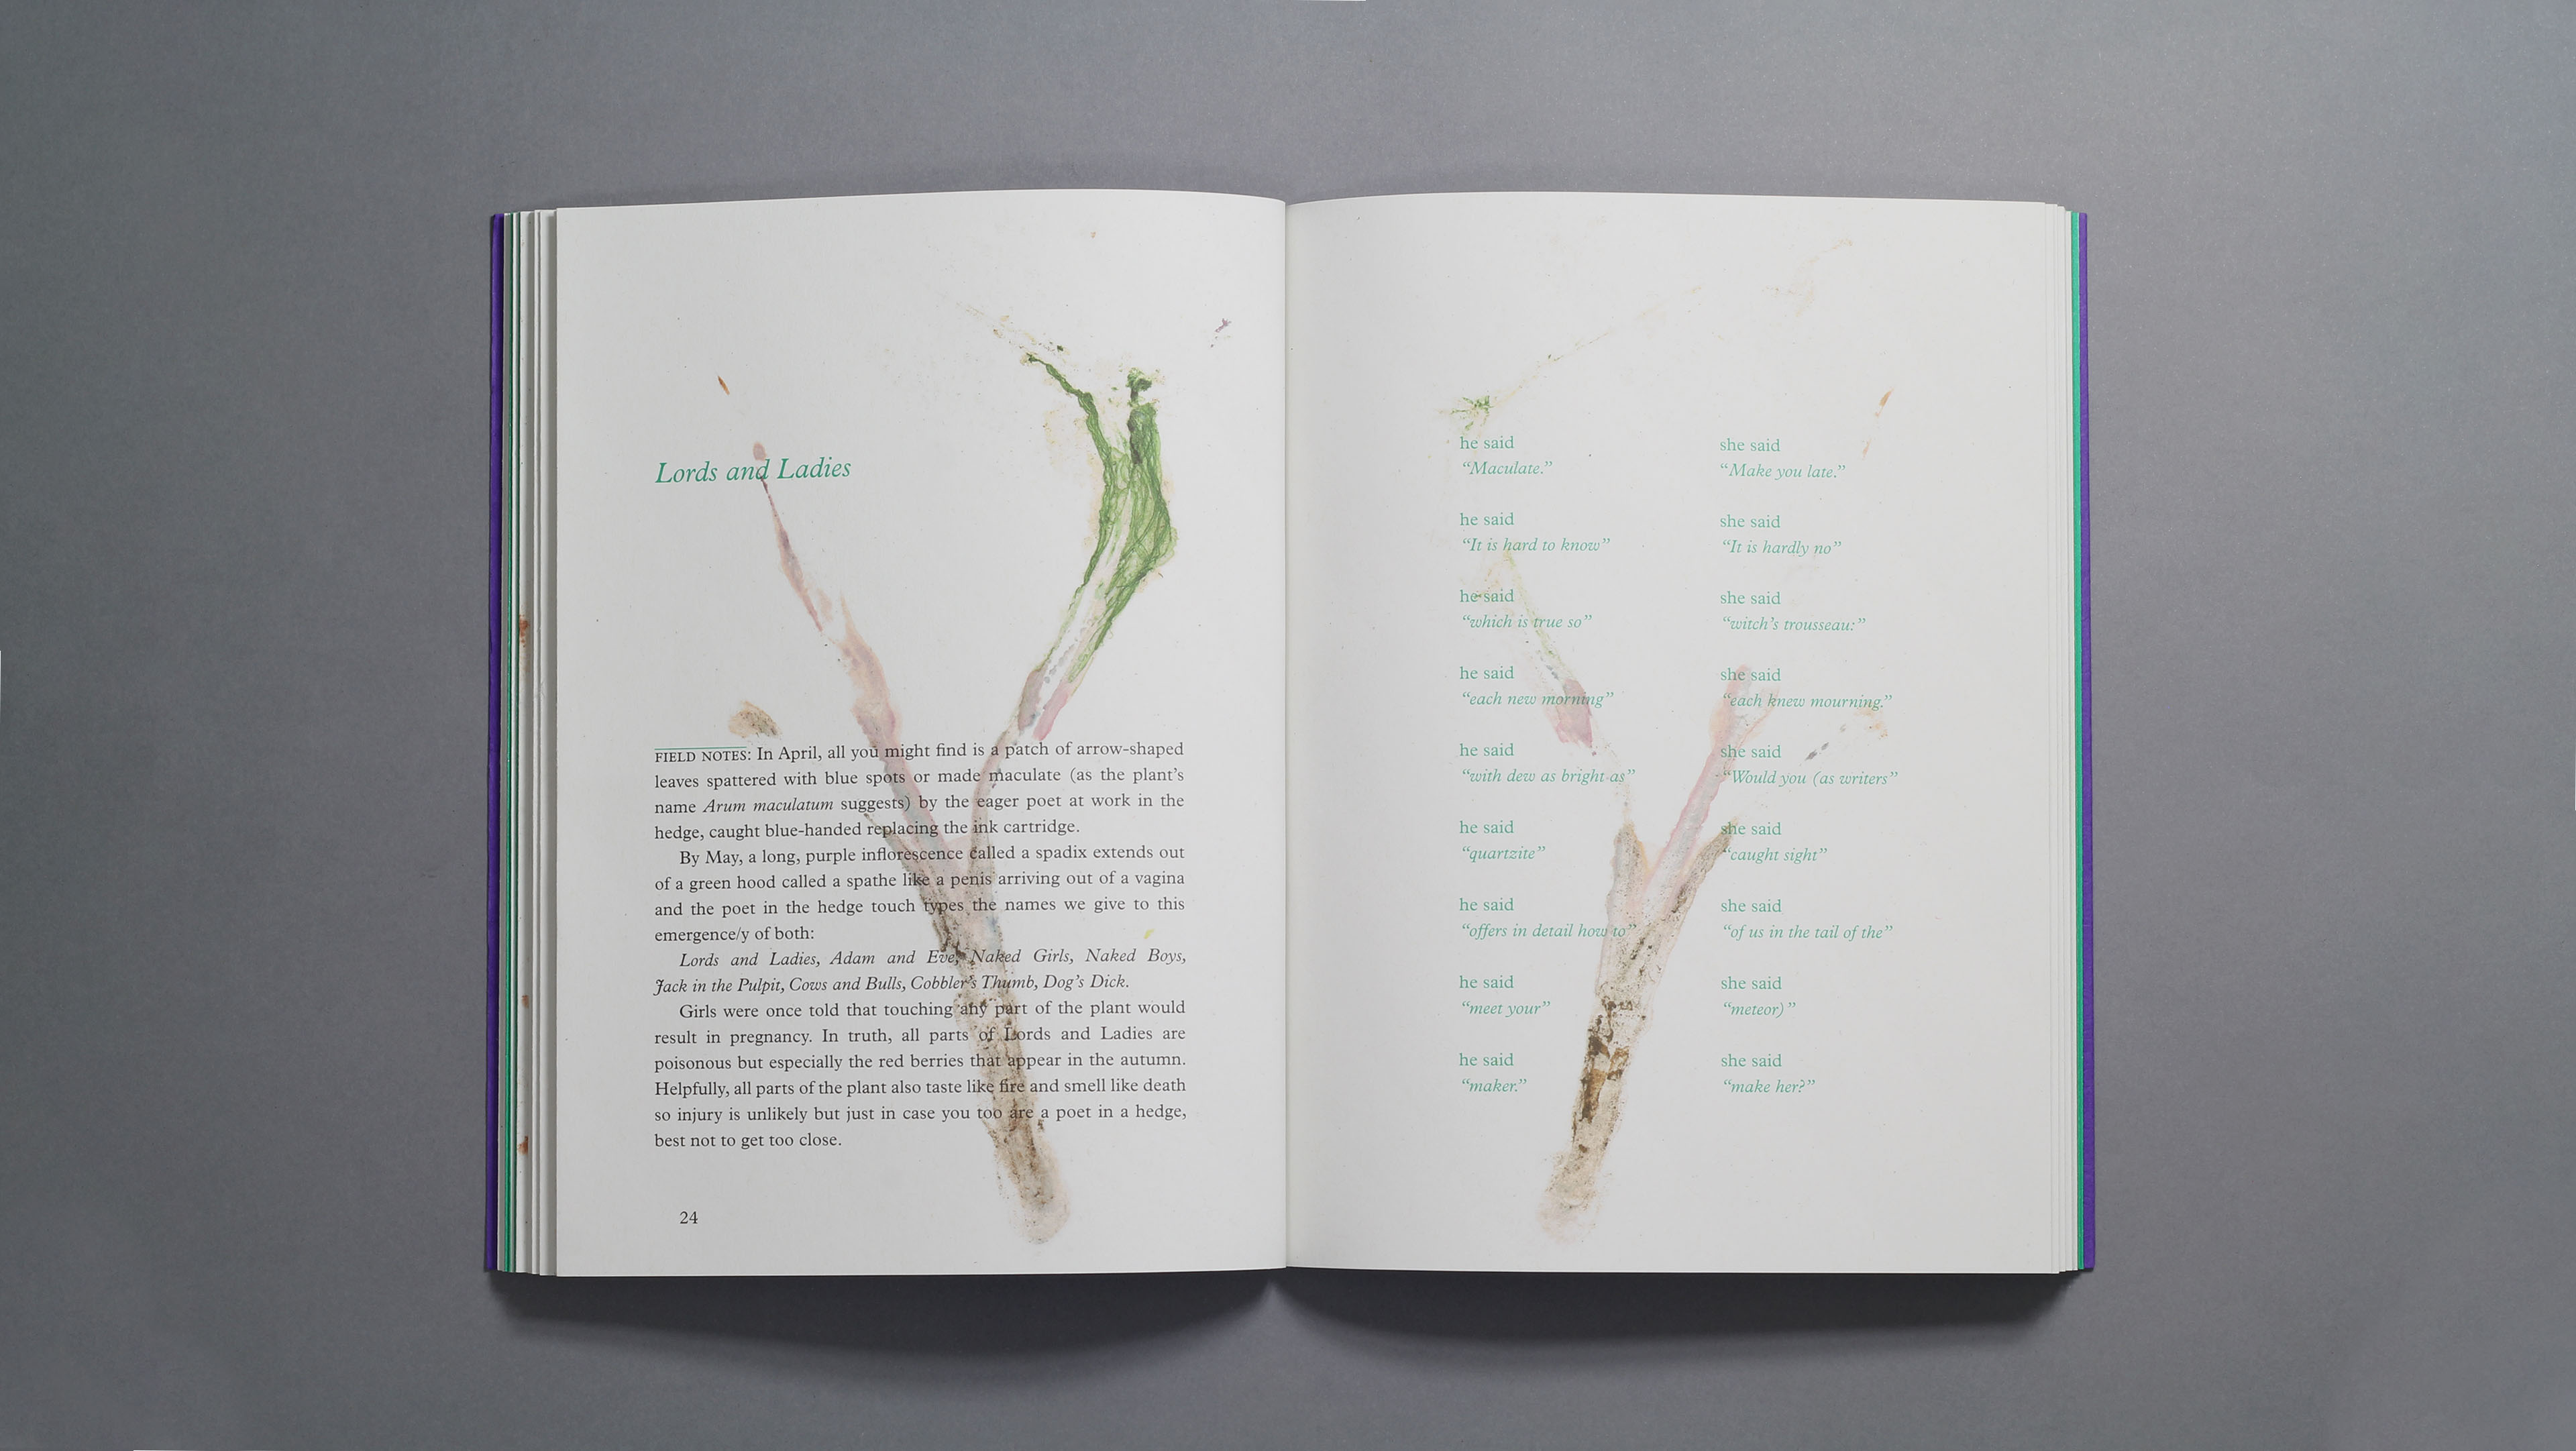 Lords and Ladies
FIELD NOTES: In April, all you might find is a patch of arrow-shaped
leaves spattered with blue spots or made maculate (as the plant's
name Arum maculatum suggests) by the eager poet at work in the
hedge, caught blue-handed replacing the ink cartridge.
By May, a long, purple inflorescence called a spadix extends out
of a green hood called a spathe like a penis arriving out of a vagina
and the poet in the hedge touch types the names we give to this
emergence/y of both:
Lords and Ladies, Adam and Eve, Naked Girls, Naked Boys,
Jack in the Pulpit, Cows and Bulls, Cobbler's Thumb, Dog's Dick.
Girls were once told that touching any part of the plant would
result in pregnancy. In truth, all parts of Lords and Ladies are
poisonous but especially the red berries that appear in the autumn.
Helpfully, all parts of the plant also taste like fire and smell like death
so injury is unlikely but just in case you too are a poet in a hedge,
best not to get too close.
24
he said
“Maculate.”
she said
“Make you late.”
he said
“It is hard to know”
she said
“It is hardly no”
he said
“which is true so”
she said
“witch's trousseau:”
he said
“each new morning”
she said
“each knew mourning.”
he said
“with dew as bright as”
she said
“Would you (as writers”
he said
“quartzite”
she said
“caught sight”
he said
“offers in detail how to”
she said
“of us in the tail of the”
he said
“meet your”
she said
“meteor)”
he said
“maker.”
she said
“make her?”